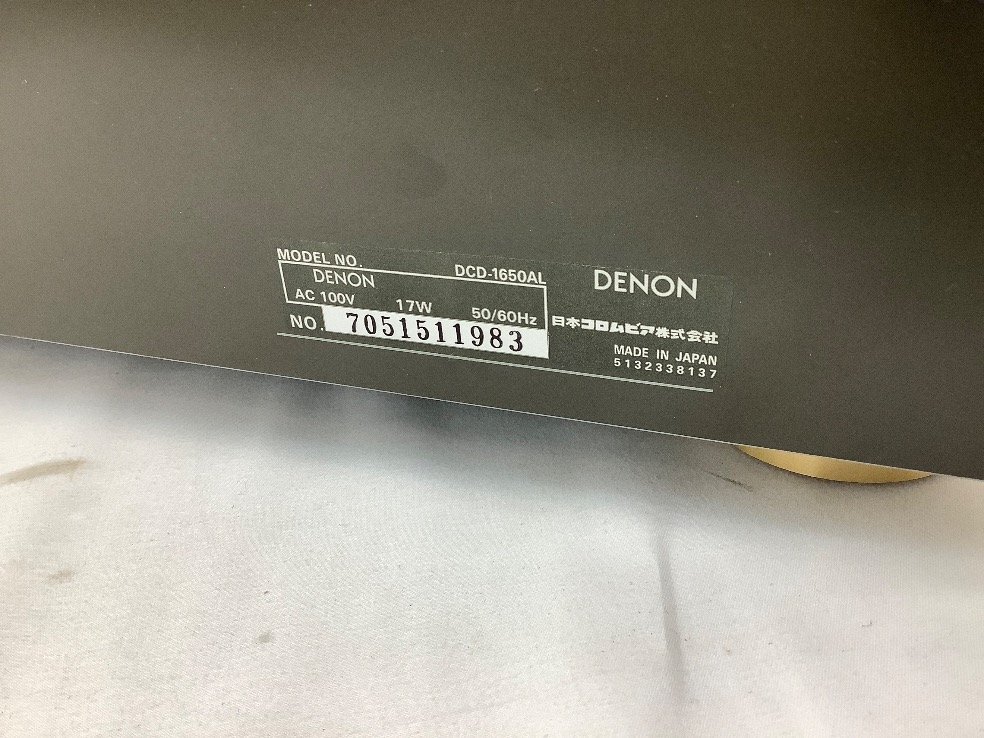 MODEL NO. DCD-1650AL
DENON
AC 100V 17W 50/60Hz
NO. 7051511983
DENON
日本コロムビア株式会社
MADE IN JAPAN
5132338137